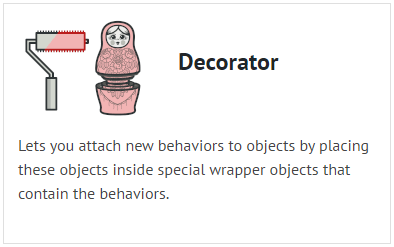 Decorator
Lets you attach new behaviors to objects by placing
these objects inside special wrapper objects that
contain the behaviors.